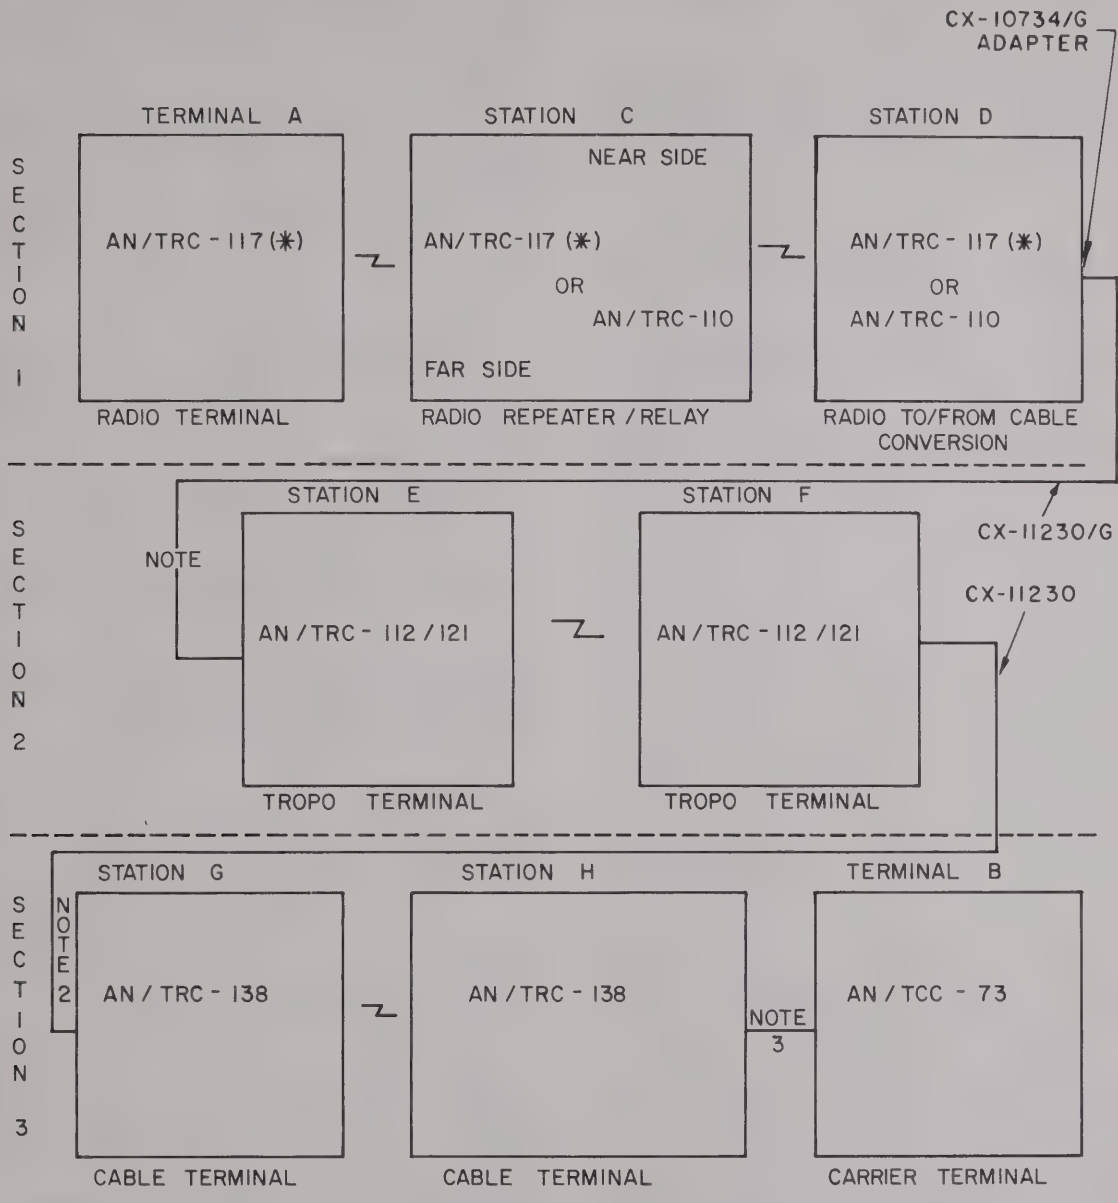 CX-10734/G
ADAPTER
SECTION 1
TERMINAL A
AN/TRC-117(*)
RADIO TERMINAL
STATION C
NEAR SIDE
AN/TRC-117(*)
OR
AN/TRC-110
FAR SIDE
RADIO REPEATER/RELAY
STATION D
AN/TRC-117(*)
OR
AN/TRC-110
RADIO TO/FROM CABLE
CONVERSION
CX-11230/G
SECTION 2
NOTE
STATION E
AN/TRC-112/121
TROPO TERMINAL
STATION F
AN/TRC-112/121
TROPO TERMINAL
CX-11230
SECTION 3
NOTE 2
STATION G
AN/TRC-138
CABLE TERMINAL
STATION H
AN/TRC-138
CABLE TERMINAL
NOTE
3
TERMINAL B
AN/TCC-73
CARRIER TERMINAL